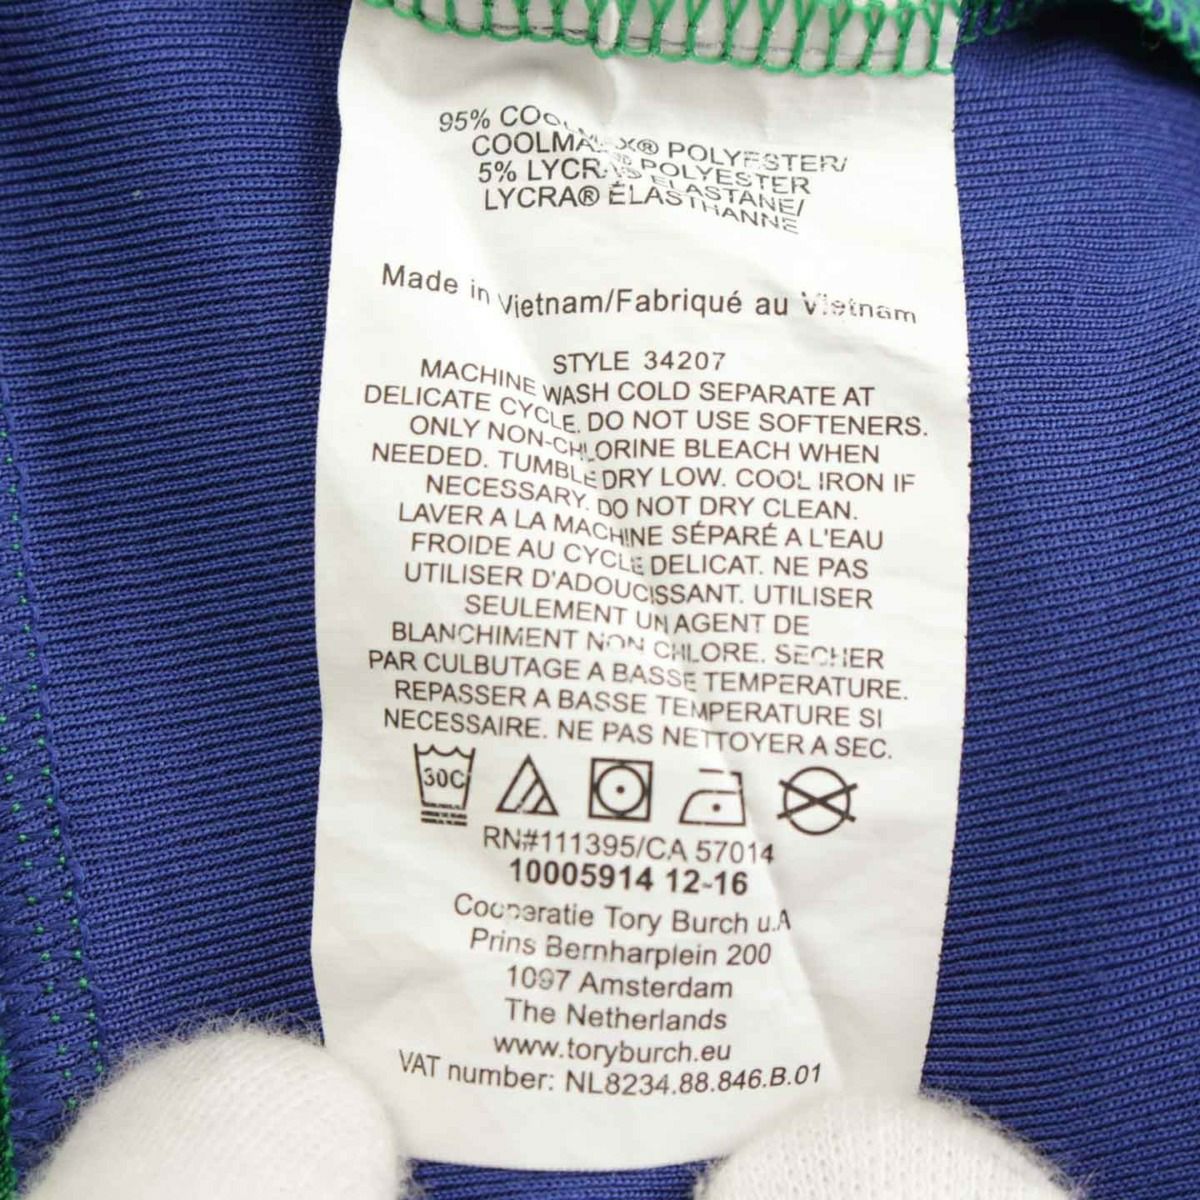 95% COOLMAX® POLYESTER/
COOLMAX® POLYESTER
5% LYCRA® ELASTANE/
LYCRA® ÉLASTHANNE
Made in Vietnam/Fabriqué au Vietnam
STYLE 34207
MACHINE WASH COLD SEPARATE AT
DELICATE CYCLE. DO NOT USE SOFTENERS.
ONLY NON-CHLORINE BLEACH WHEN
NEEDED. TUMBLE DRY LOW. COOL IRON IF
NECESSARY. DO NOT DRY CLEAN.
LAVER A LA MACHINE SÉPARÉ A L'EAU
FROIDE AU CYCLE DELICAT. NE PAS
UTILISER D'ADOUCISSANT. UTILISER
SEULEMENT UN AGENT DE
BLANCHIMENT NON CHLORE. SECHER
PAR CULBUTAGE A BASSE TEMPERATURE.
REPASSER A BASSE TEMPERATURE SI
NECESSAIRE. NE PAS NETTOYER A SEC.
30C
RN#111395/CA 57014
10005914 12-16
Cooperatie Tory Burch u.A
Prins Bernharplein 200
1097 Amsterdam
The Netherlands
www.toryburch.eu
VAT number: NL8234.88.846.B.01